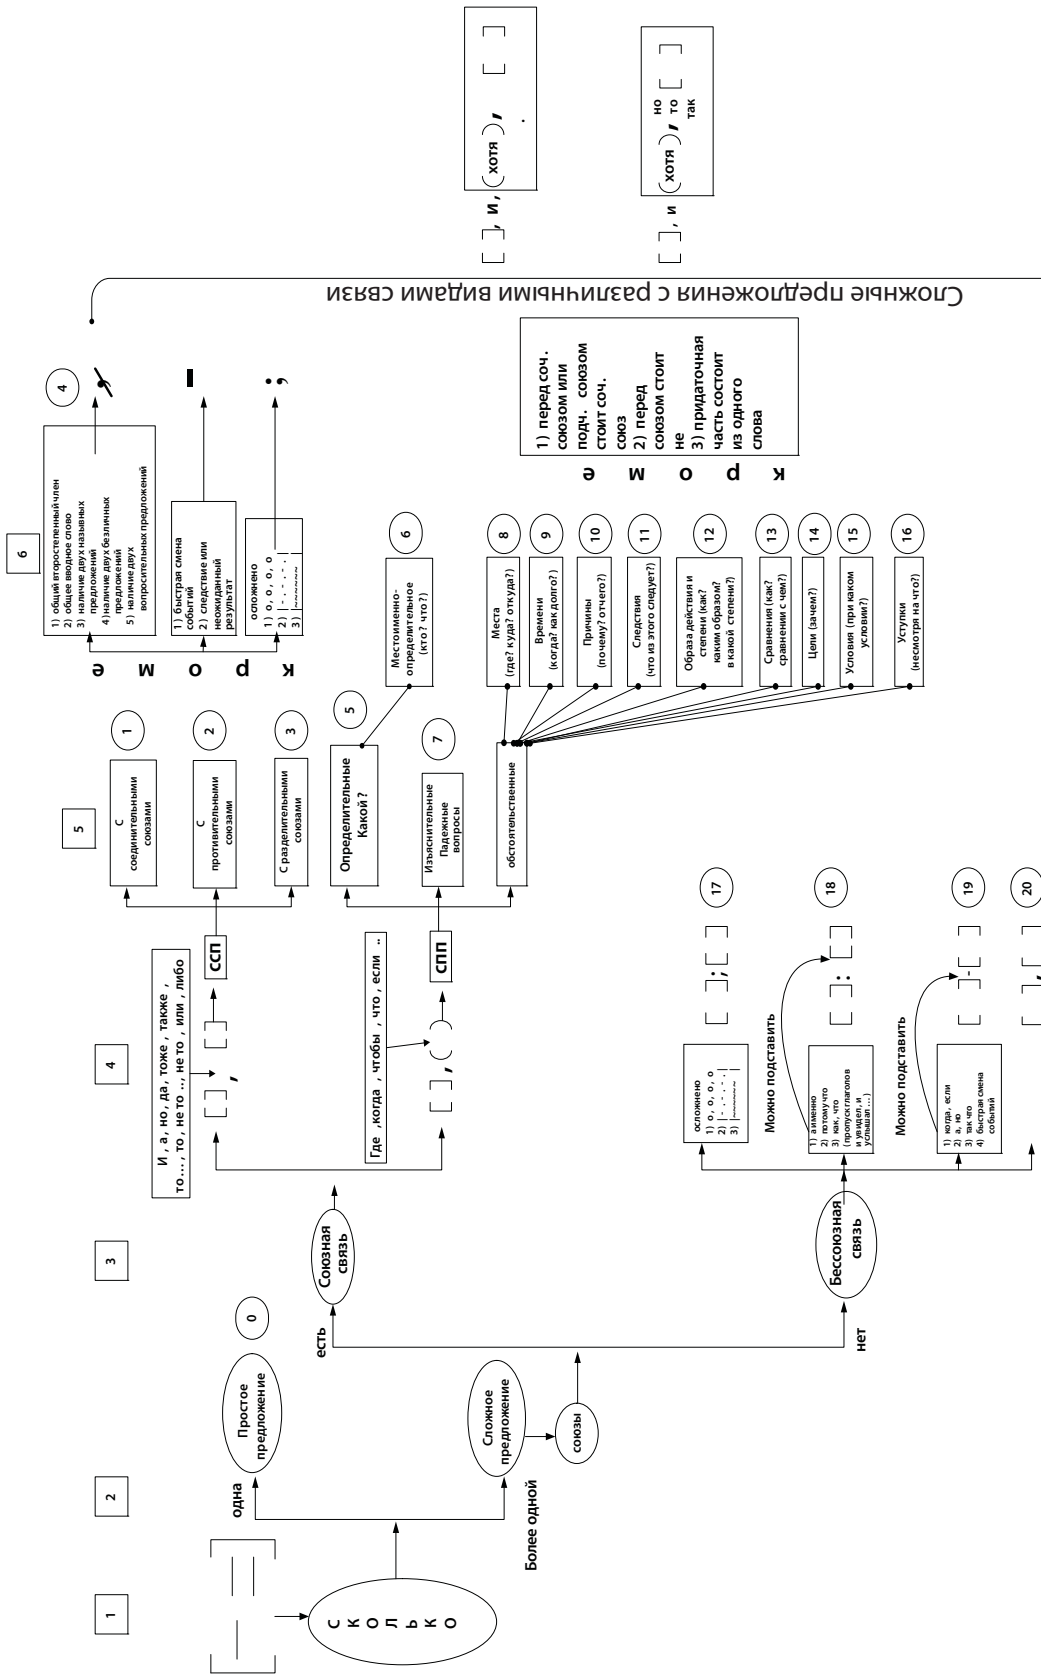 1
2
3
4
5
6
С
К
О
Л
Ь
К
О
одна
Более одной
Простое
предложение
0
Сложное
предложение
союзы
есть
нет
Союзная
связь
Бессоюзная
связь
И , а, но, да, тоже , также ,
то..., то, не то .., не то , или , либо
[ ] , [ ]
ССП
Где ,когда , чтобы , что , если ..
[ ] , ( )
СПП
С
соединительными
союзами
1
С
противительными
союзами
2
С разделительными
союзами
3
к р о м е
1) общий второстепенный член
2) общее вводное слово
3) наличие двух назывных
предложений
4) наличие двух безличных
предложений
5) наличие двух
вопросительных предложений
4
,
1) быстрая смена
событий
2) следствие или
неожиданный
результат
–
осложнено
1) о, о, о, о
2) |- . - . - . |
3) |~~~~~~ |
;
Определительные
Какой ?
5
Местоименно-
определительное
(кто? что?)
6
Изъяснительные
Падежные
вопросы
7
обстоятельственные
Места
(где? куда? откуда?)
8
Времени
(когда? как долго?)
9
Причины
(почему? отчего?)
10
Следствия
(что из этого следует?)
11
Образа действия и
степени (как?
каким образом?
в какой степени?)
12
Сравнения (как?
сравнении с чем?)
13
Цели (зачем?)
14
Условия (при каком
условии?)
15
Уступки
(несмотря на что?)
16
к р о м е
1) перед соч.
союзом или
подч. союзом
стоит соч.
союз
2) перед
союзом стоит
не
3) придаточная
часть состоит
из одного
слова
осложнено
1) о, о, о, о
2) |- . - . - . |
3) |~~~~~~ |
[ ] ; [ ]
17
Можно подставить
1) а именно
2) потому что
3) как, что
(пропуск глаголов
и увидел, и
услышал ...)
[ ] : [ ]
18
Можно подставить
1) когда, если
2) а, но
3) так что
4) быстрая смена
событий
[ ] - [ ]
19
[ ] , [ ]
20
Сложные предложения с различными видами связи
[ ] , и, ( хотя ) , [ ]
.
[ ] , и ( хотя ) , но [ ]
то
так